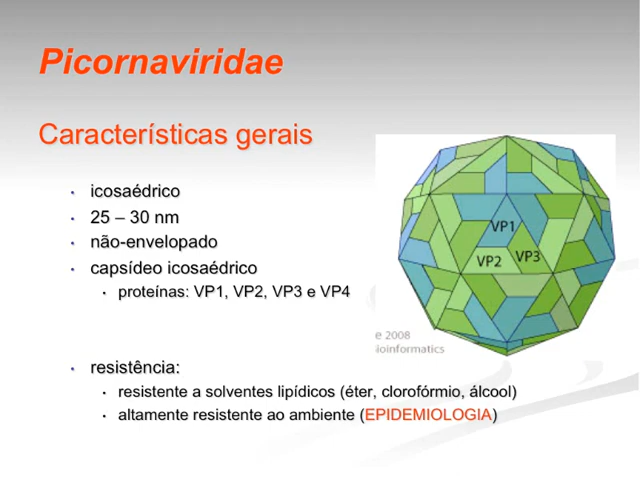 Picornaviridae
Características gerais
icosaédrico
25 – 30 nm
não-envelopado
capsídeo icosaédrico
proteínas: VP1, VP2, VP3 e VP4
VP1
VP2
VP3
e 2008
ioinformatics
resistência:
resistente a solventes lipídicos (éter, clorofórmio, álcool)
altamente resistente ao ambiente (EPIDEMIOLOGIA)